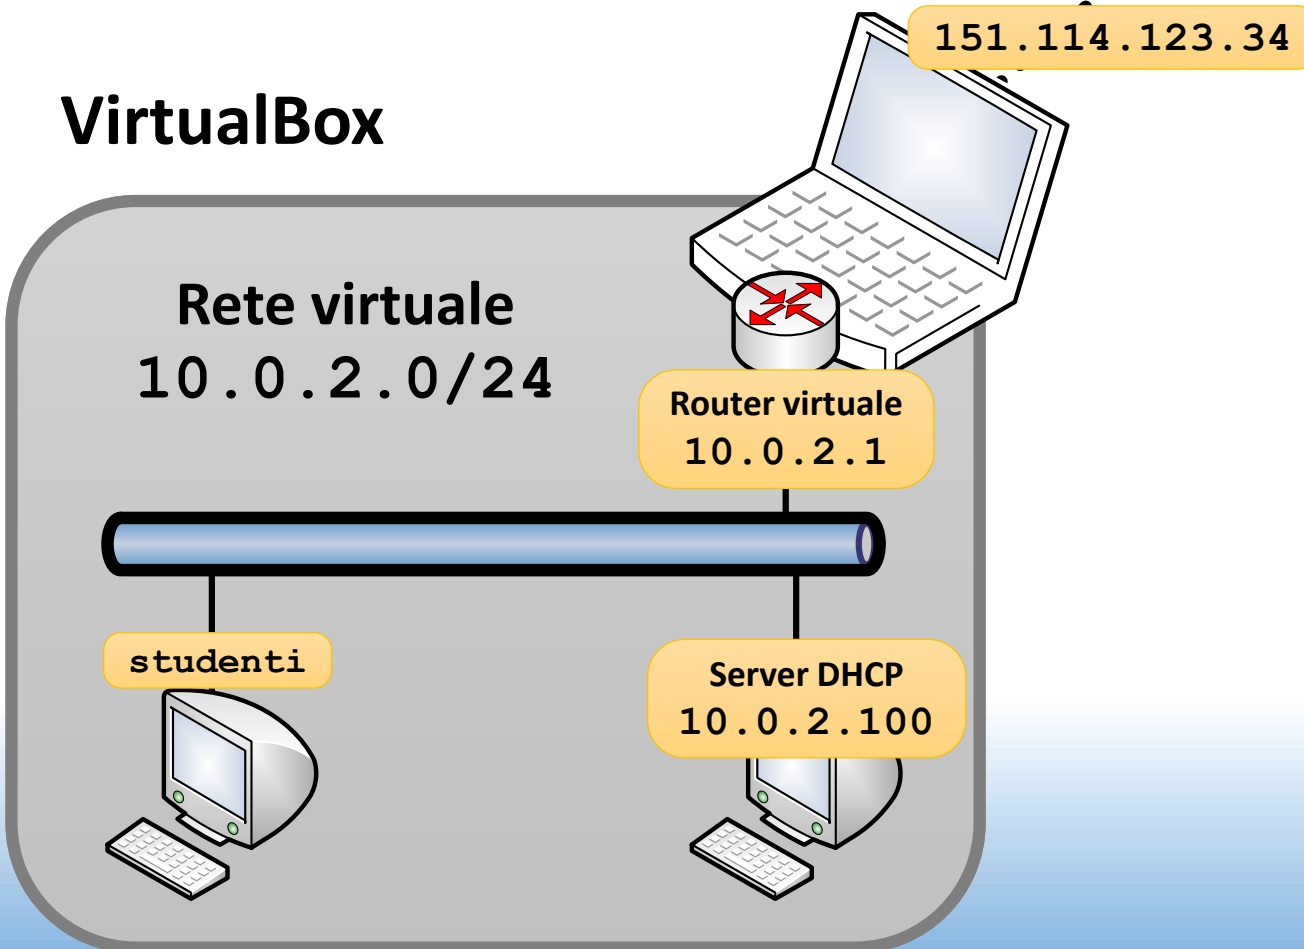 151.114.123.34
VirtualBox
Rete virtuale
10.0.2.0/24
Router virtuale
10.0.2.1
studenti
Server DHCP
10.0.2.100